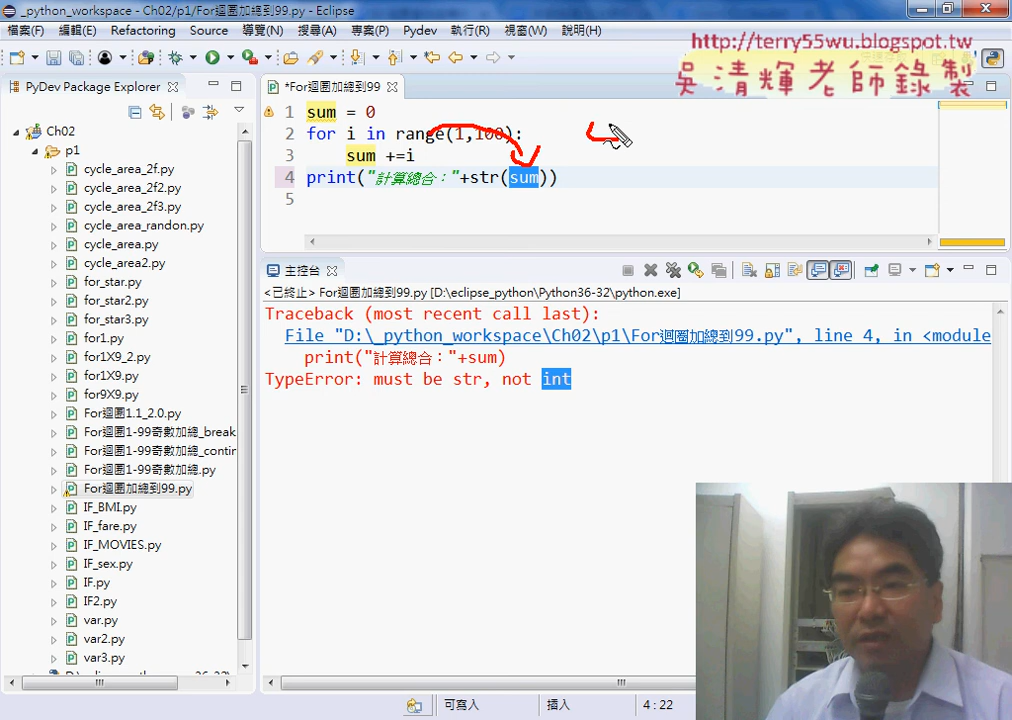 _python_workspace - Ch02/p1/For迴圈加總到99.py - Eclipse
檔案(F) 編輯(E) Refactoring Source 導覽(N) 搜尋(A) 專案(P) Pydev 執行(R) 視窗(W) 說明(H)
http://terry55wu.blogspot.tw
吳清輝老師錄製
PyDev Package Explorer
Ch02
p1
cycle_area_2f.py
cycle_area_2f2.py
cycle_area_2f3.py
cycle_area_randon.py
cycle_area.py
cycle_area2.py
for_star.py
for_star2.py
for_star3.py
for1.py
for1X9_2.py
for1X9.py
for9X9.py
For迴圈1.1_2.0.py
For迴圈1-99奇數加總_break
For迴圈1-99奇數加總_contir
For迴圈1-99奇數加總.py
For迴圈加總到99.py
IF_BMI.py
IF_fare.py
IF_MOVIES.py
IF_sex.py
IF.py
IF2.py
var.py
var2.py
var3.py
*For迴圈加總到99
1 sum = 0
2 for i in range(1,100):
3 sum +=i
4 print("計算總合："+str(sum))
5
主控台
<已終止> For迴圈加總到99.py [D:\eclipse_python\Python36-32\python.exe]
Traceback (most recent call last):
File "D:\_python_workspace\Ch02\p1\For迴圈加總到99.py", line 4, in <module
print("計算總合："+sum)
TypeError: must be str, not int
可寫入 插入 4:22